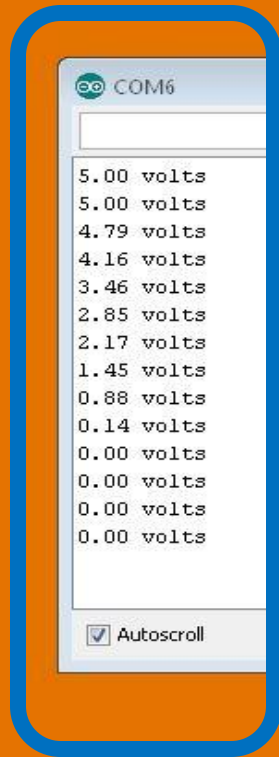 COM6
5.00 volts
5.00 volts
4.79 volts
4.16 volts
3.46 volts
2.85 volts
2.17 volts
1.45 volts
0.88 volts
0.14 volts
0.00 volts
0.00 volts
0.00 volts
0.00 volts
Autoscroll